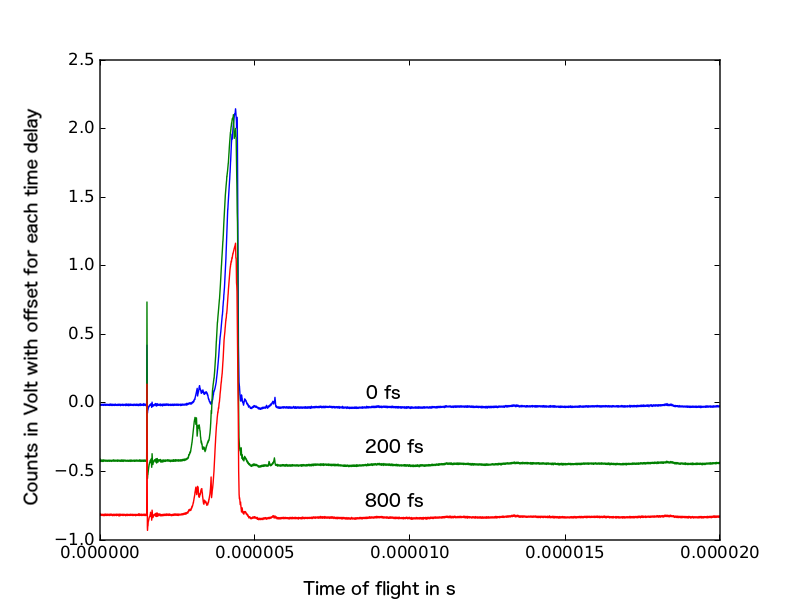 2.5
2.0
1.5
1.0
0.5
0.0
−0.5
−1.0
Counts in Volt with offset for each time delay
0 fs
200 fs
800 fs
0.000000 0.000005 0.000010 0.000015 0.000020
Time of flight in s